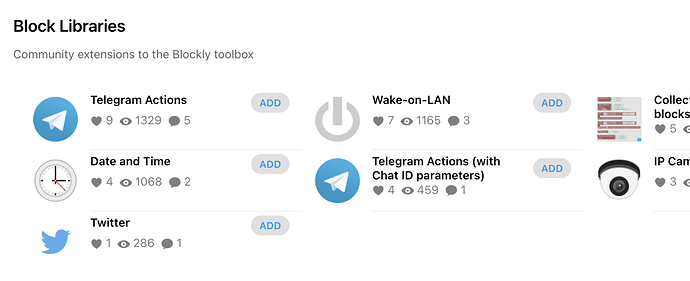 Block Libraries
Community extensions to the Blockly toolbox
Telegram Actions
ADD
9 1329 5
Wake-on-LAN
ADD
7 1165 3
blocks
5
Date and Time
ADD
4 1068 2
Telegram Actions (with
Chat ID parameters)
ADD
4 459 1
IP
3
Twitter
ADD
1 286 1